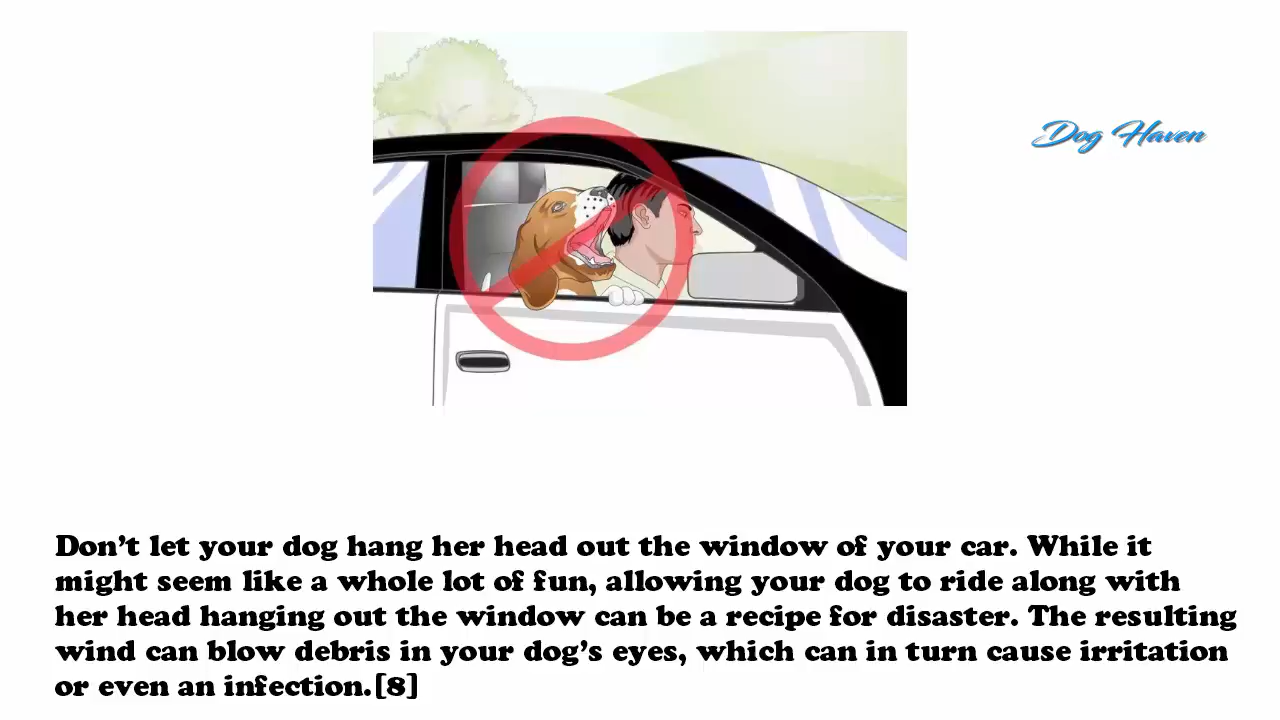 Dog Haven
Don't let your dog hang her head out the window of your car. While it
might seem like a whole lot of fun, allowing your dog to ride along with
her head hanging out the window can be a recipe for disaster. The resulting
wind can blow debris in your dog's eyes, which can in turn cause irritation
or even an infection.[8]